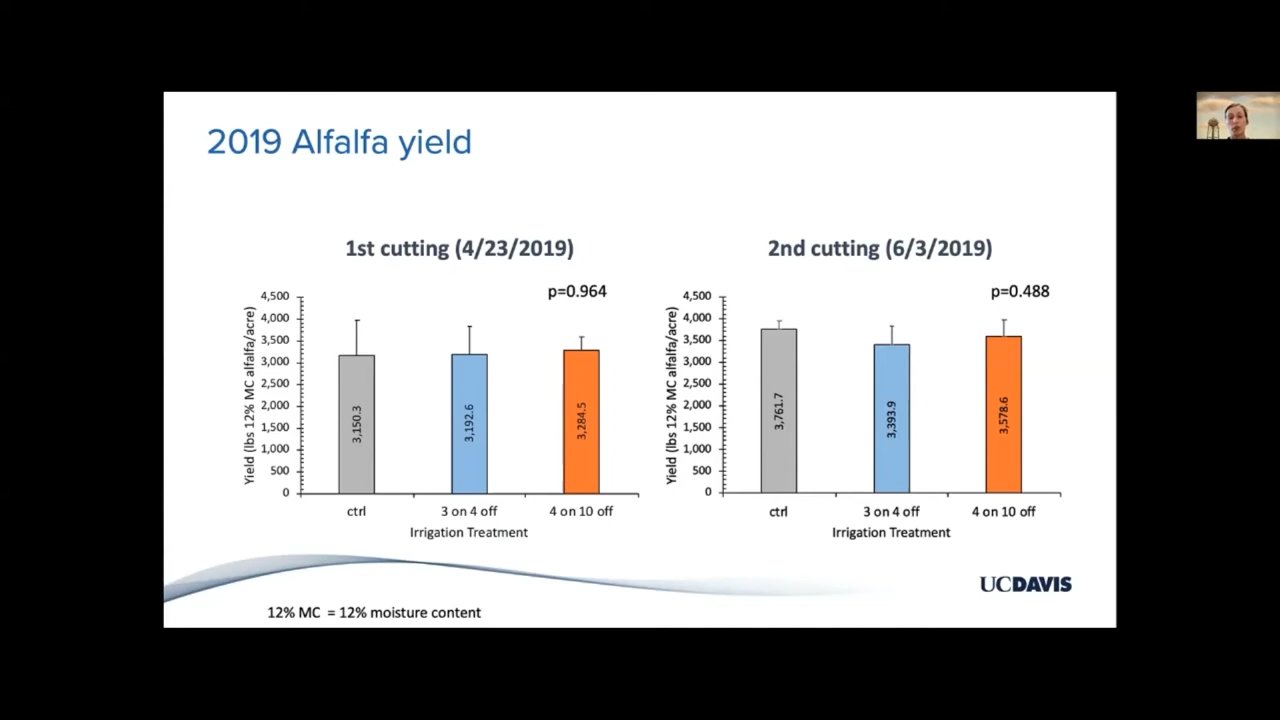 2019 Alfalfa yield
1st cutting (4/23/2019)
p=0.964
4,500
4,000
3,500
3,000
2,500
2,000
1,500
1,000
500
0
Yield (lbs 12% MC alfalfa/acre)
3,150.3
3,192.6
3,284.5
ctrl
3 on 4 off
4 on 10 off
Irrigation Treatment
2nd cutting (6/3/2019)
p=0.488
4,500
4,000
3,500
3,000
2,500
2,000
1,500
1,000
500
0
Yield (lbs 12% MC alfalfa/acre)
3,761.7
3,393.9
3,578.6
ctrl
3 on 4 off
4 on 10 off
Irrigation Treatment
UCDAVIS
12% MC = 12% moisture content